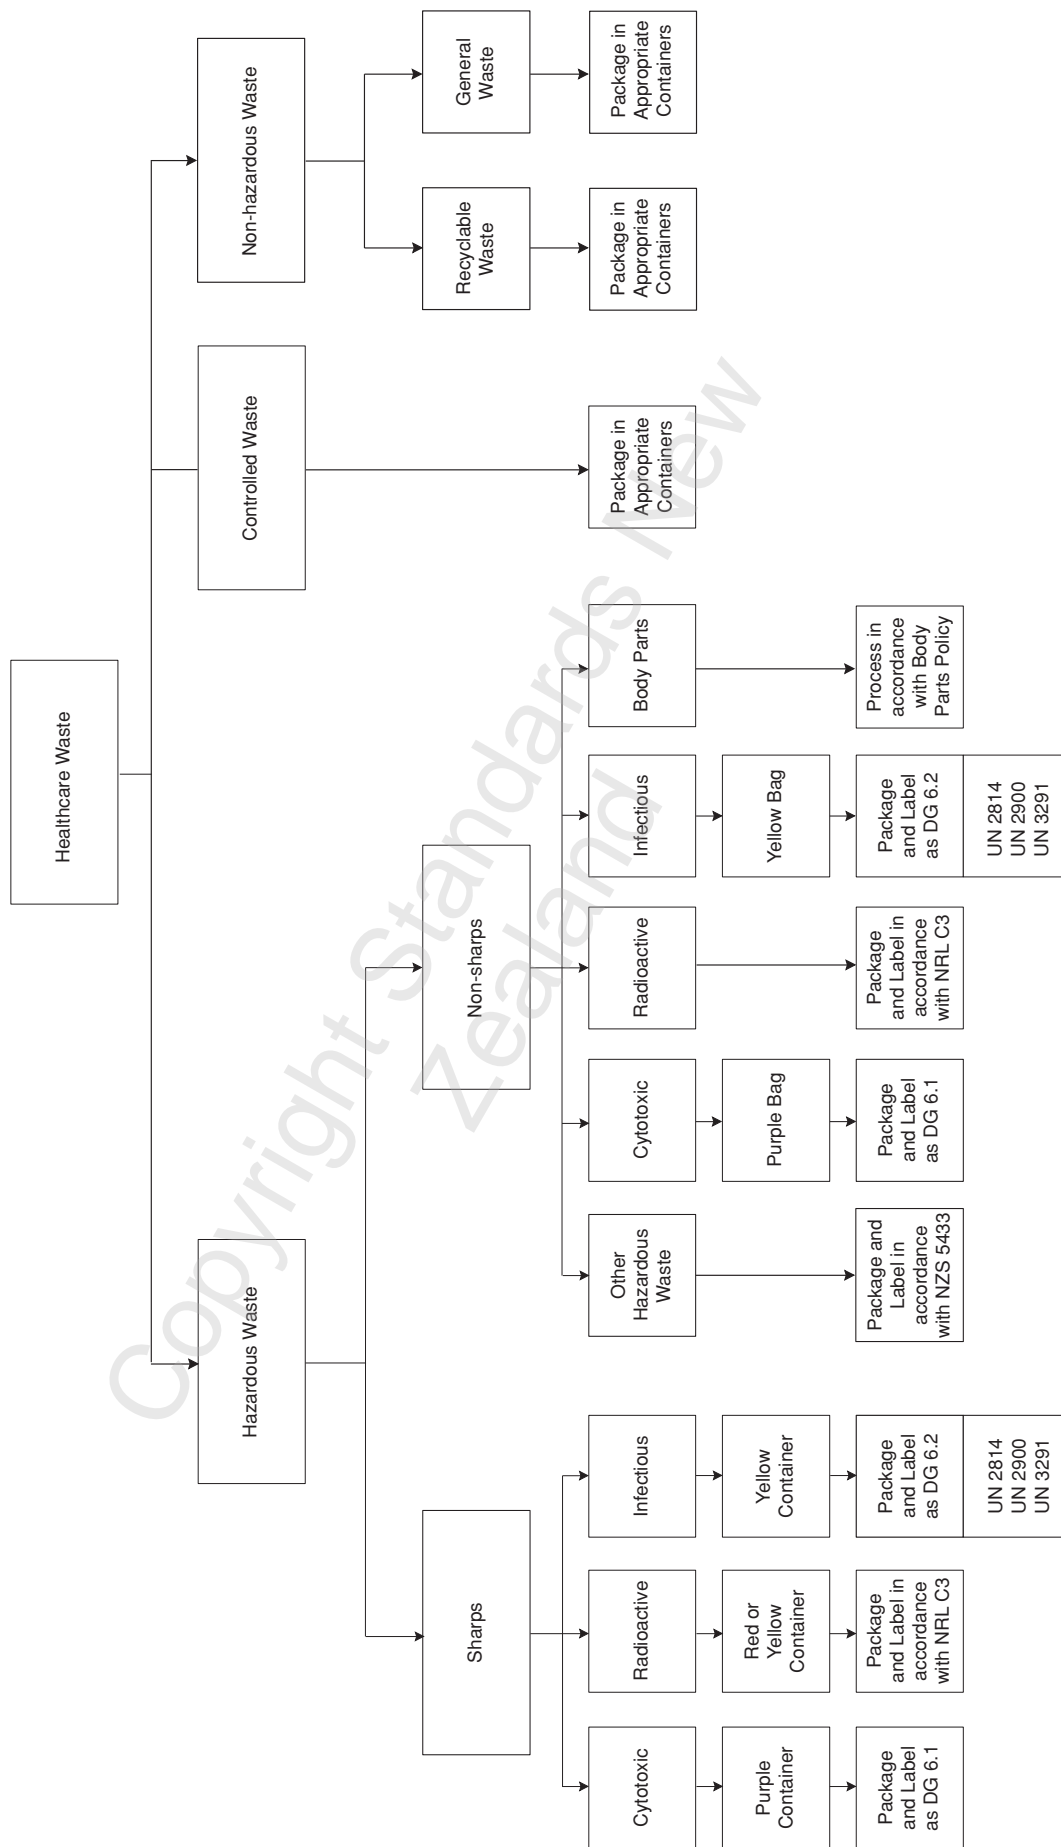 Healthcare Waste
Hazardous Waste
Controlled Waste
Non-hazardous Waste
Sharps
Non-sharps
Recyclable
Waste
General
Waste
Cytotoxic
Radioactive
Infectious
Other
Hazardous
Waste
Cytotoxic
Radioactive
Infectious
Body Parts
Package in
Appropriate
Containers
Package in
Appropriate
Containers
Package in
Appropriate
Containers
Purple
Container
Red or
Yellow
Container
Yellow
Container
Purple Bag
Yellow Bag
Package
and Label
as DG 6.1
Package
and Label in
accordance
with NRL C3
Package
and Label
as DG 6.2
Package and
Label in
accordance
with NZS 5433
Package
and Label
as DG 6.1
Package
and Label in
accordance
with NRL C3
Package
and Label
as DG 6.2
Process in
accordance
with Body
Parts Policy
UN 2814
UN 2900
UN 3291
UN 2814
UN 2900
UN 3291
Copyright Standards New
Zealand